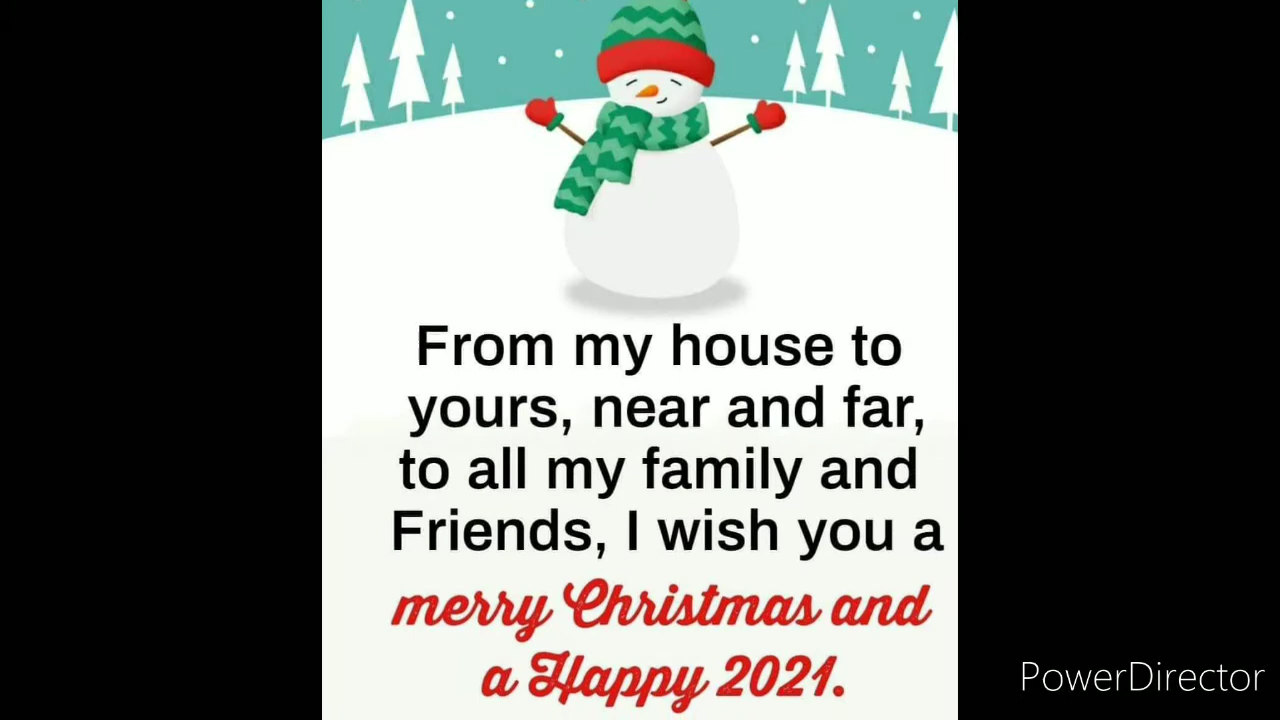 From my house to
yours, near and far,
to all my family and
Friends, I wish you a
merry Christmas and
a Happy 2021.
PowerDirector